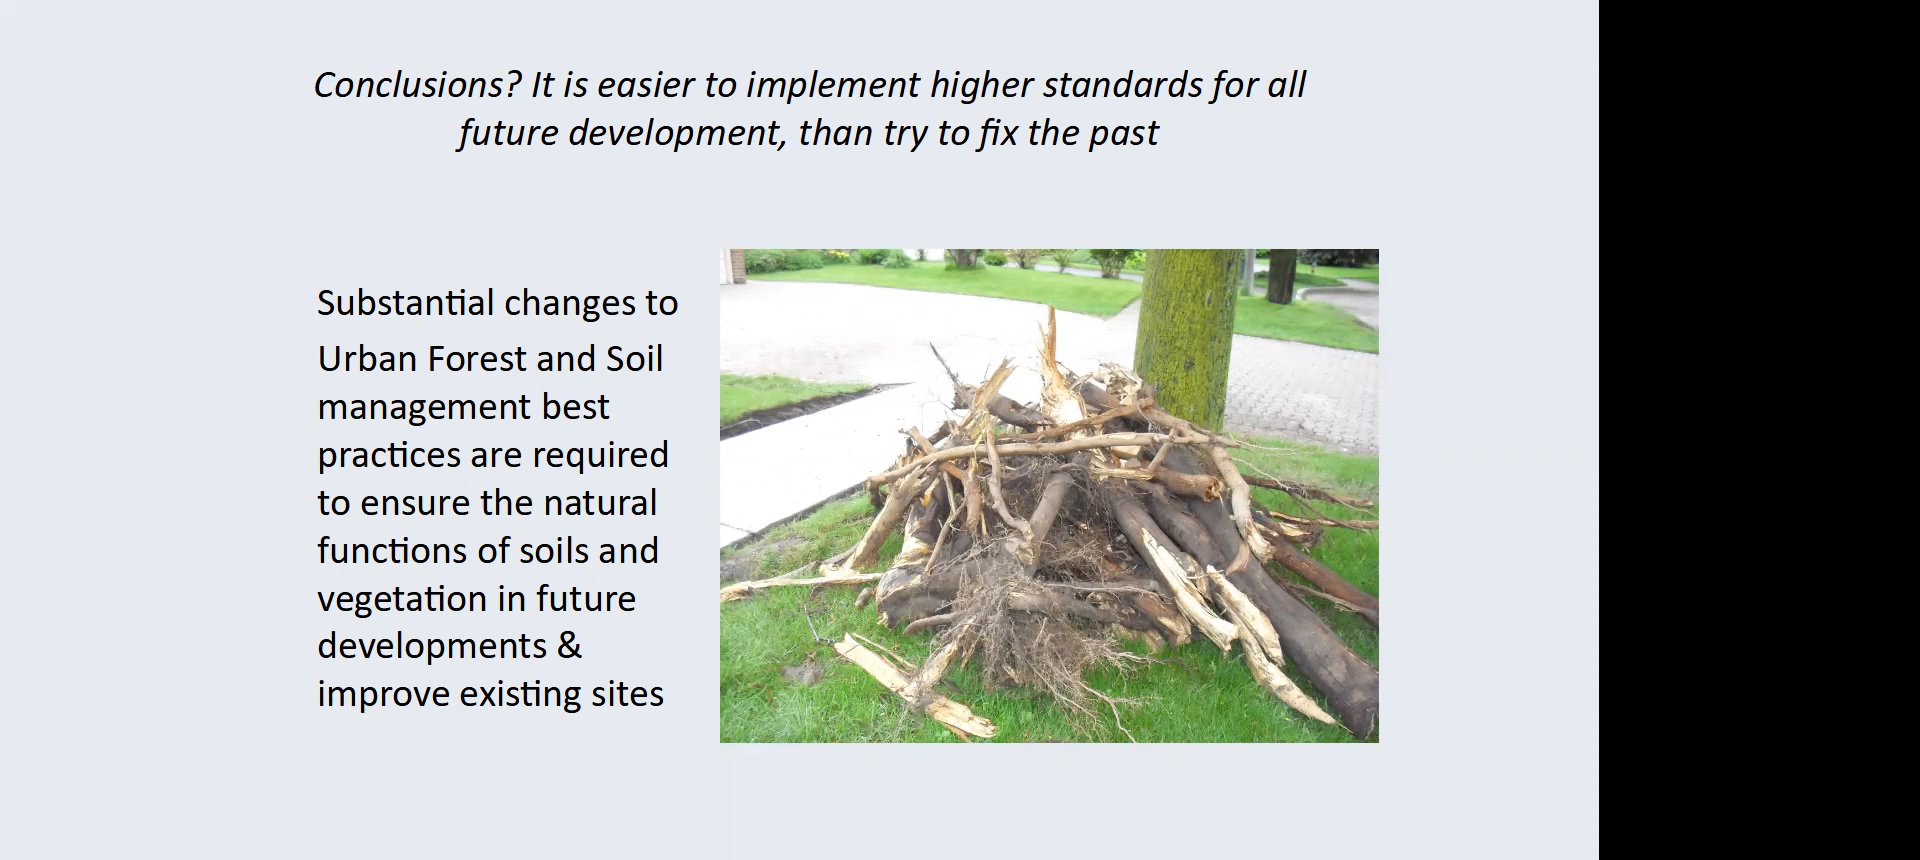 Conclusions? It is easier to implement higher standards for all
future development, than try to fix the past
Substantial changes to
Urban Forest and Soil
management best
practices are required
to ensure the natural
functions of soils and
vegetation in future
developments &
improve existing sites